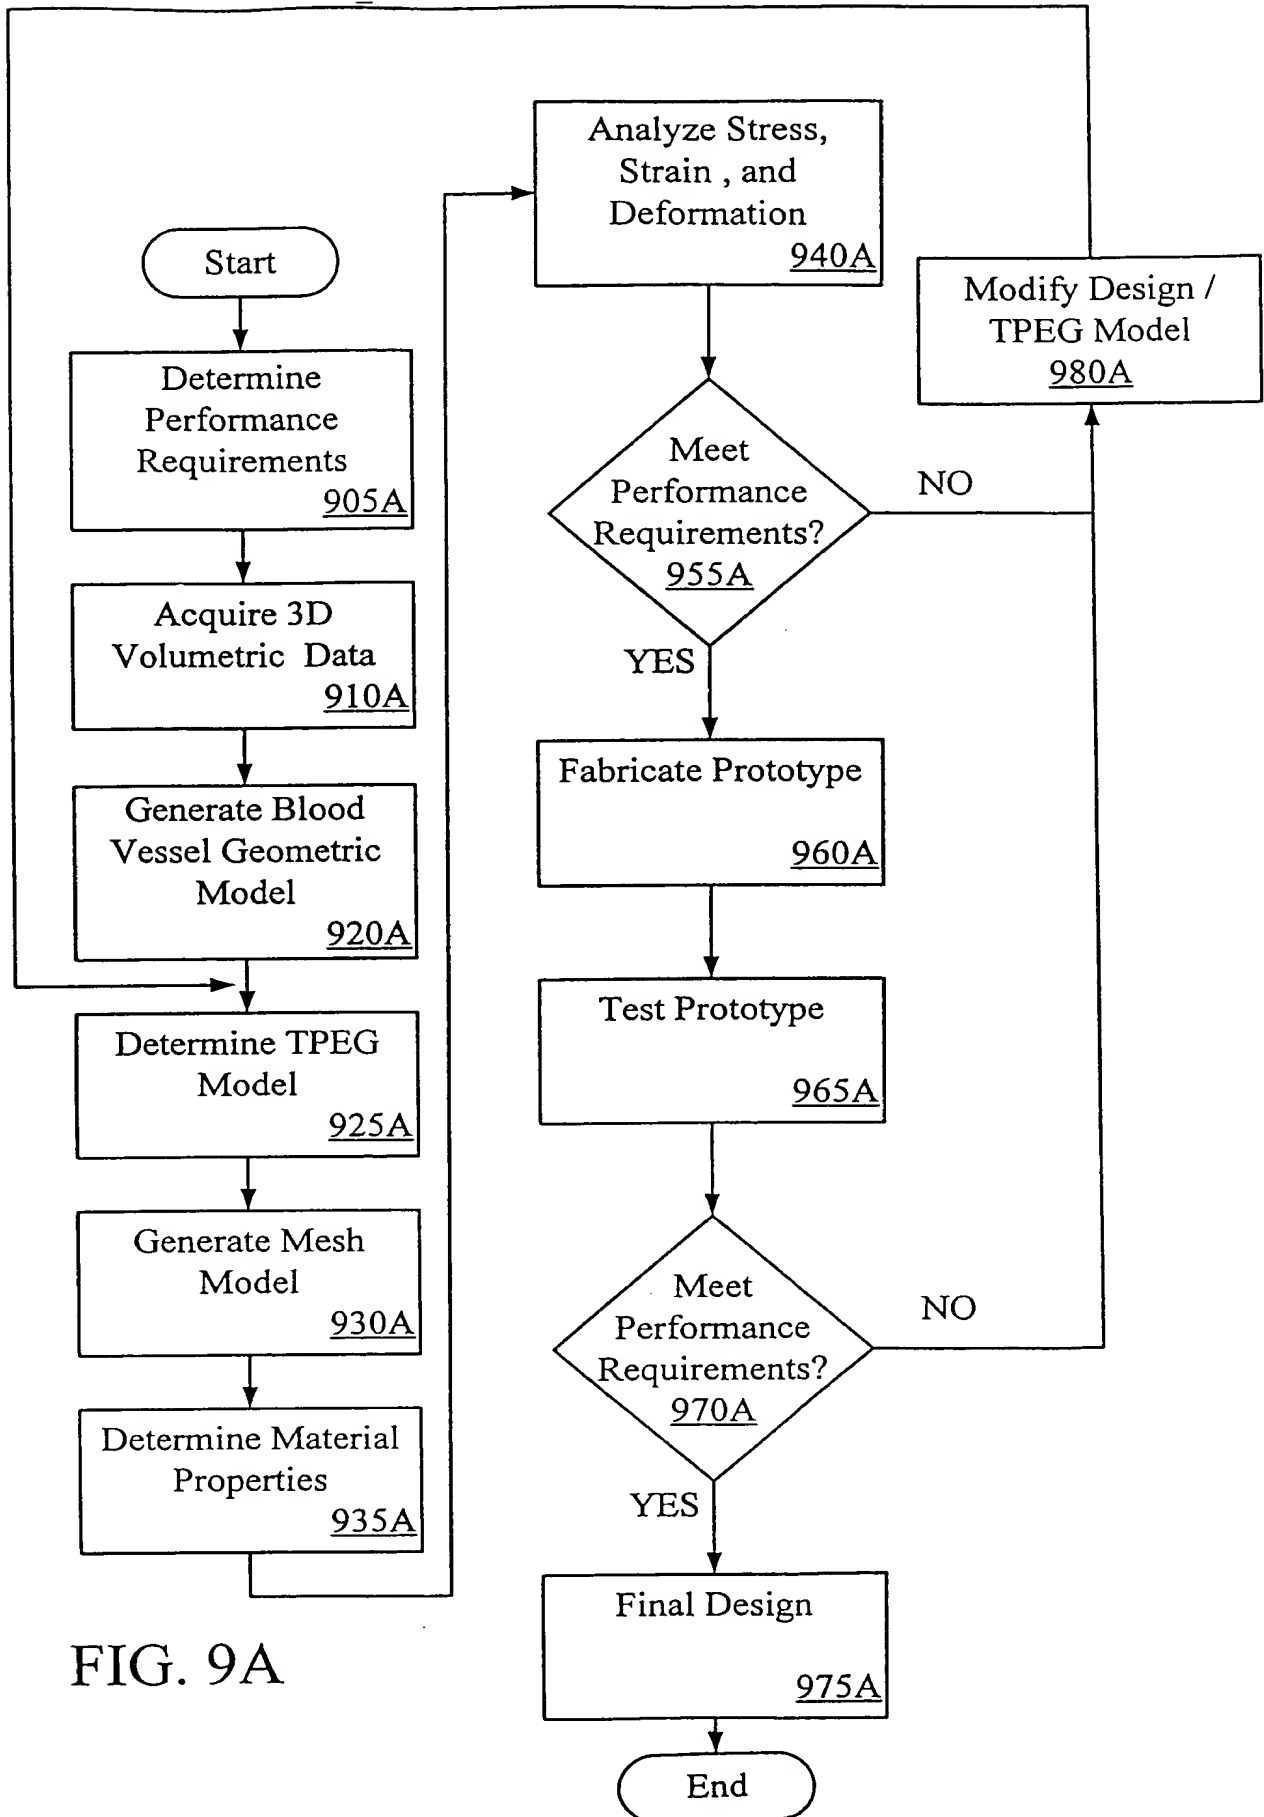 Start
Determine
Performance
Requirements
905A
Acquire 3D
Volumetric Data
910A
Generate Blood
Vessel Geometric
Model
920A
Determine TPEG
Model
925A
Generate Mesh
Model
930A
Determine Material
Properties
935A
Analyze Stress,
Strain , and
Deformation
940A
Meet
Performance
Requirements?
955A
NO
YES
Modify Design /
TPEG Model
980A
Fabricate Prototype
960A
Test Prototype
965A
Meet
Performance
Requirements?
970A
NO
YES
Final Design
975A
End
FIG. 9A